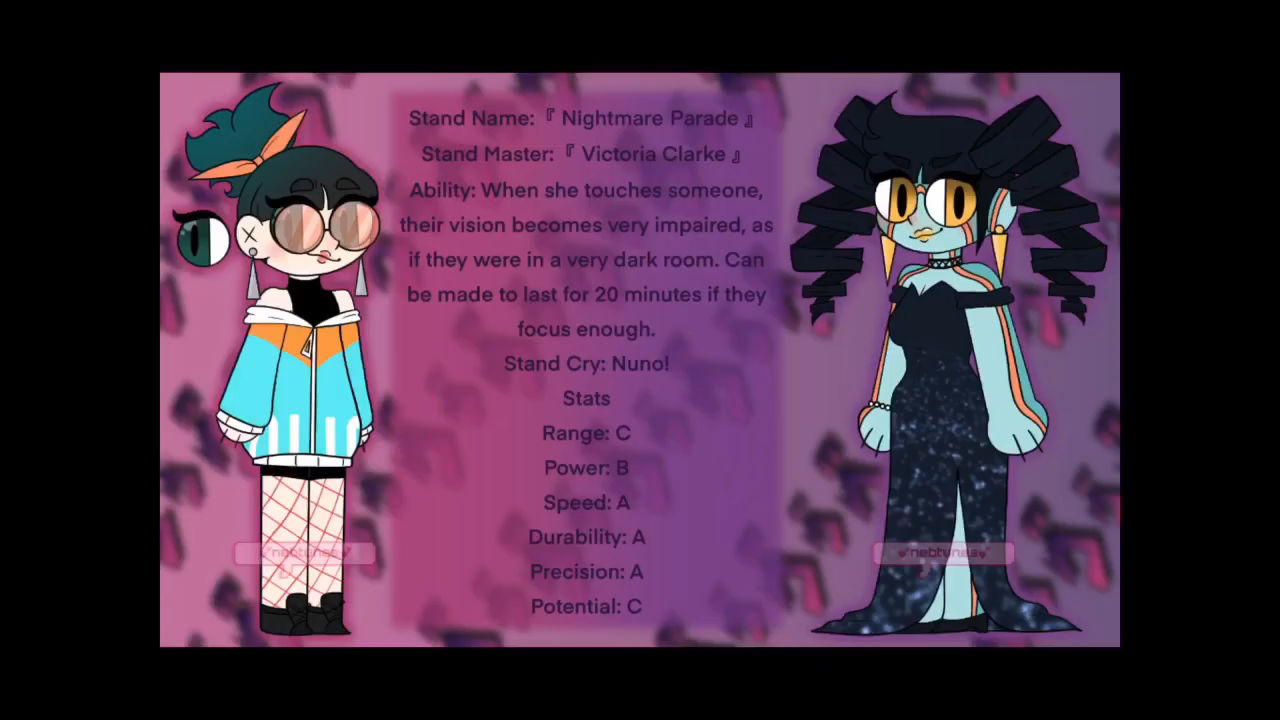 Stand Name:『 Nightmare Parade 』
Stand Master:『 Victoria Clarke 』
Ability: When she touches someone,
their vision becomes very impaired, as
if they were in a very dark room. Can
be made to last for 20 minutes if they
focus enough.
Stand Cry: Nuno!
Stats
Range: C
Power: B
Speed: A
Durability: A
Precision: A
Potential: C
neptunes
neptunes